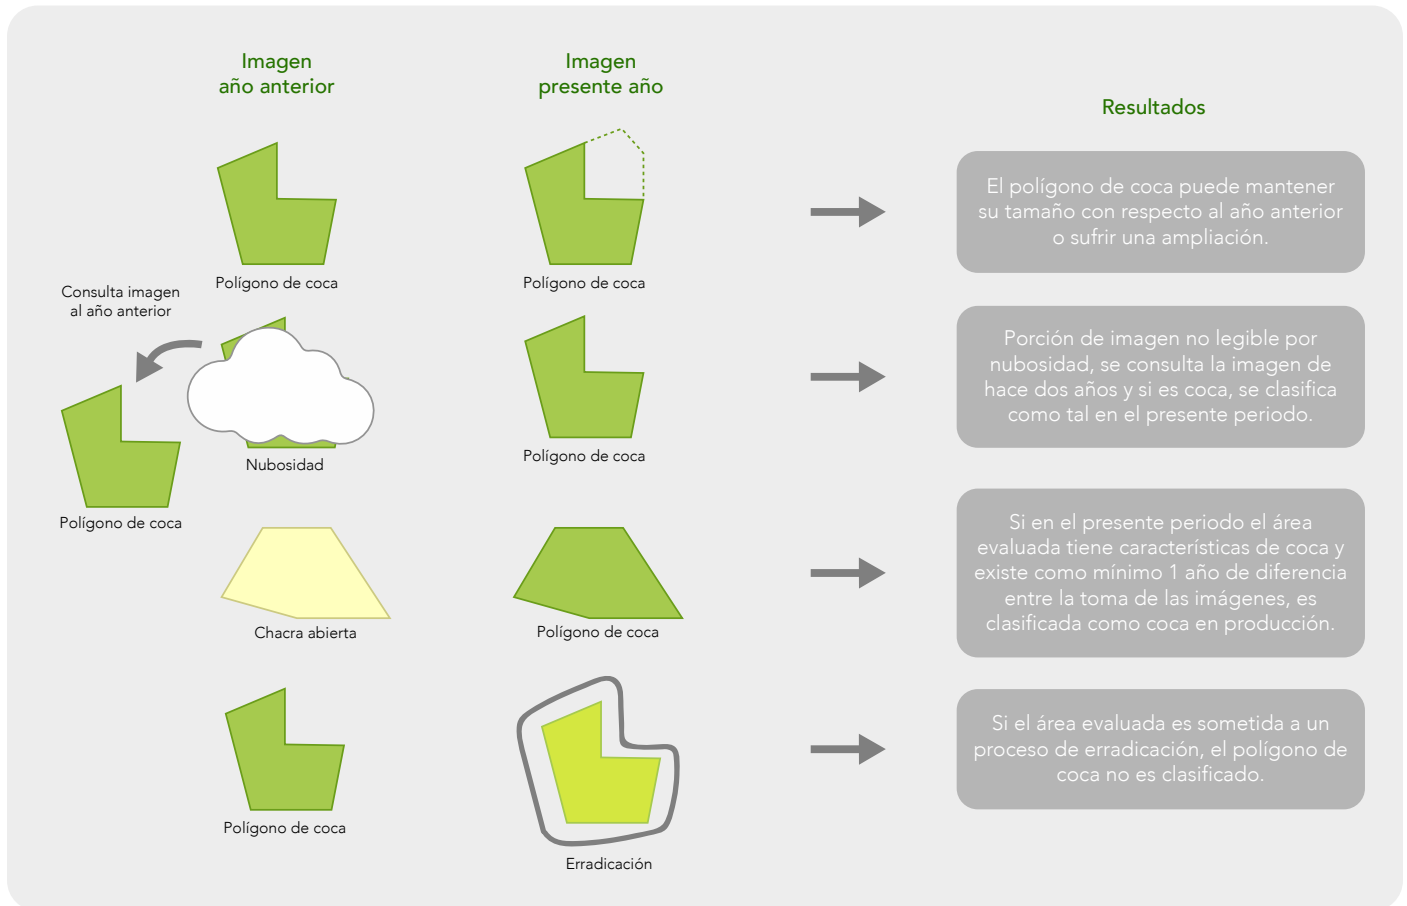 Imagen
año anterior
Imagen
presente año
Resultados
Polígono de coca
Polígono de coca
El polígono de coca puede mantener
su tamaño con respecto al año anterior
o sufrir una ampliación.
Consulta imagen
al año anterior
Polígono de coca
Nubosidad
Polígono de coca
Porción de imagen no legible por
nubosidad, se consulta la imagen de
hace dos años y si es coca, se clasifica
como tal en el presente periodo.
Chacra abierta
Polígono de coca
Si en el presente periodo el área
evaluada tiene características de coca y
existe como mínimo 1 año de diferencia
entre la toma de las imágenes, es
clasificada como coca en producción.
Polígono de coca
Erradicación
Si el área evaluada es sometida a un
proceso de erradicación, el polígono de
coca no es clasificado.